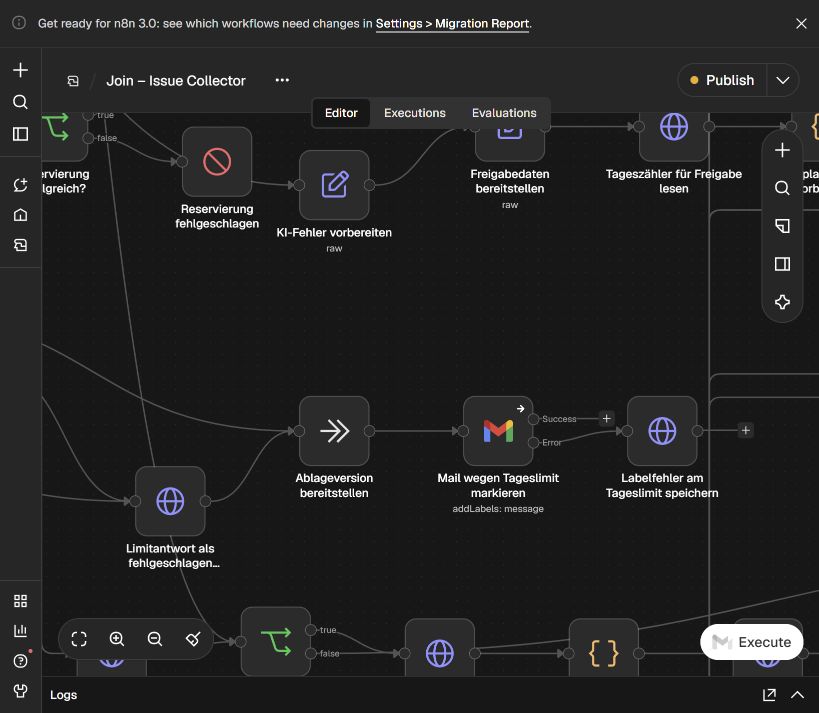 Get ready for n8n 3.0: see which workflows need changes in Settings > Migration Report.
/ Join – Issue Collector ...
Publish
Editor
Executions
Evaluations
true
false
lgreich?
Reservierung
fehlgeschlagen
KI-Fehler vorbereiten
raw
Freigabedaten
bereitstellen
raw
Tageszähler für Freigabe
lesen
Ablageversion
bereitstellen
Success
Error
Mail wegen Tageslimit
markieren
addLabels: message
Labelfehler am
Tageslimit speichern
Limitantwort als
fehlgeschlagen...
true
false
Execute
Logs